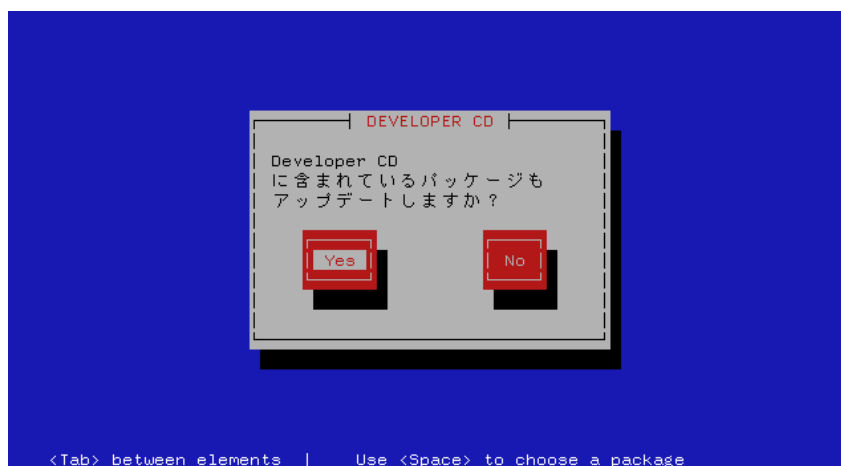 DEVELOPER CD
Developer CD
に含まれているパッケージも
アップデートしますか？
Yes No
<Tab> between elements | Use <Space> to choose a package